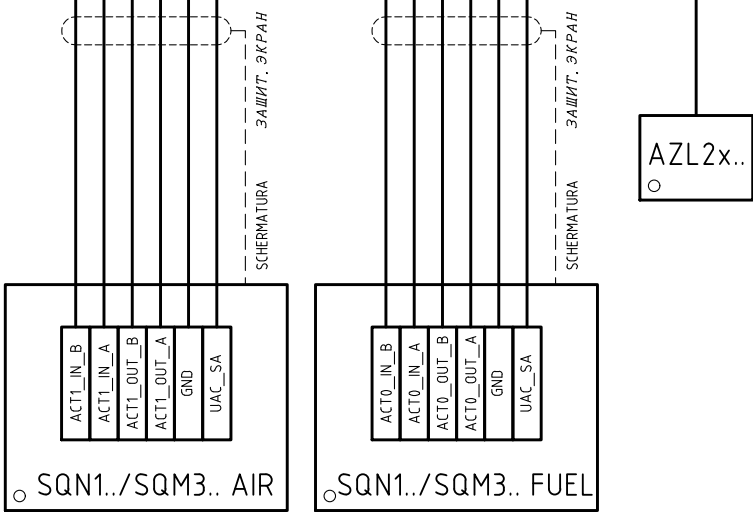 ЗАЩИТ. ЭКРАН
SCHERMATURA
ACT1_IN_B
ACT1_IN_A
ACT1_OUT_B
ACT1_OUT_A
GND
UAC_SA
SQN1../SQM3.. AIR
ЗАЩИТ. ЭКРАН
SCHERMATURA
ACT0_IN_B
ACT0_IN_A
ACT0_OUT_B
ACT0_OUT_A
GND
UAC_SA
SQN1../SQM3.. FUEL
AZL2x..